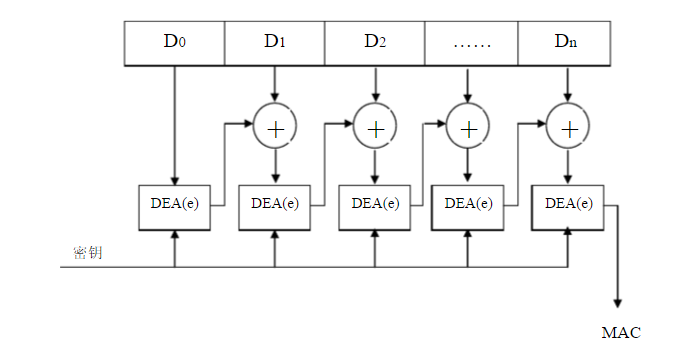 D0 D1 D2 …… Dn
+ + + +
DEA(e) DEA(e) DEA(e) DEA(e) DEA(e)
密钥
MAC